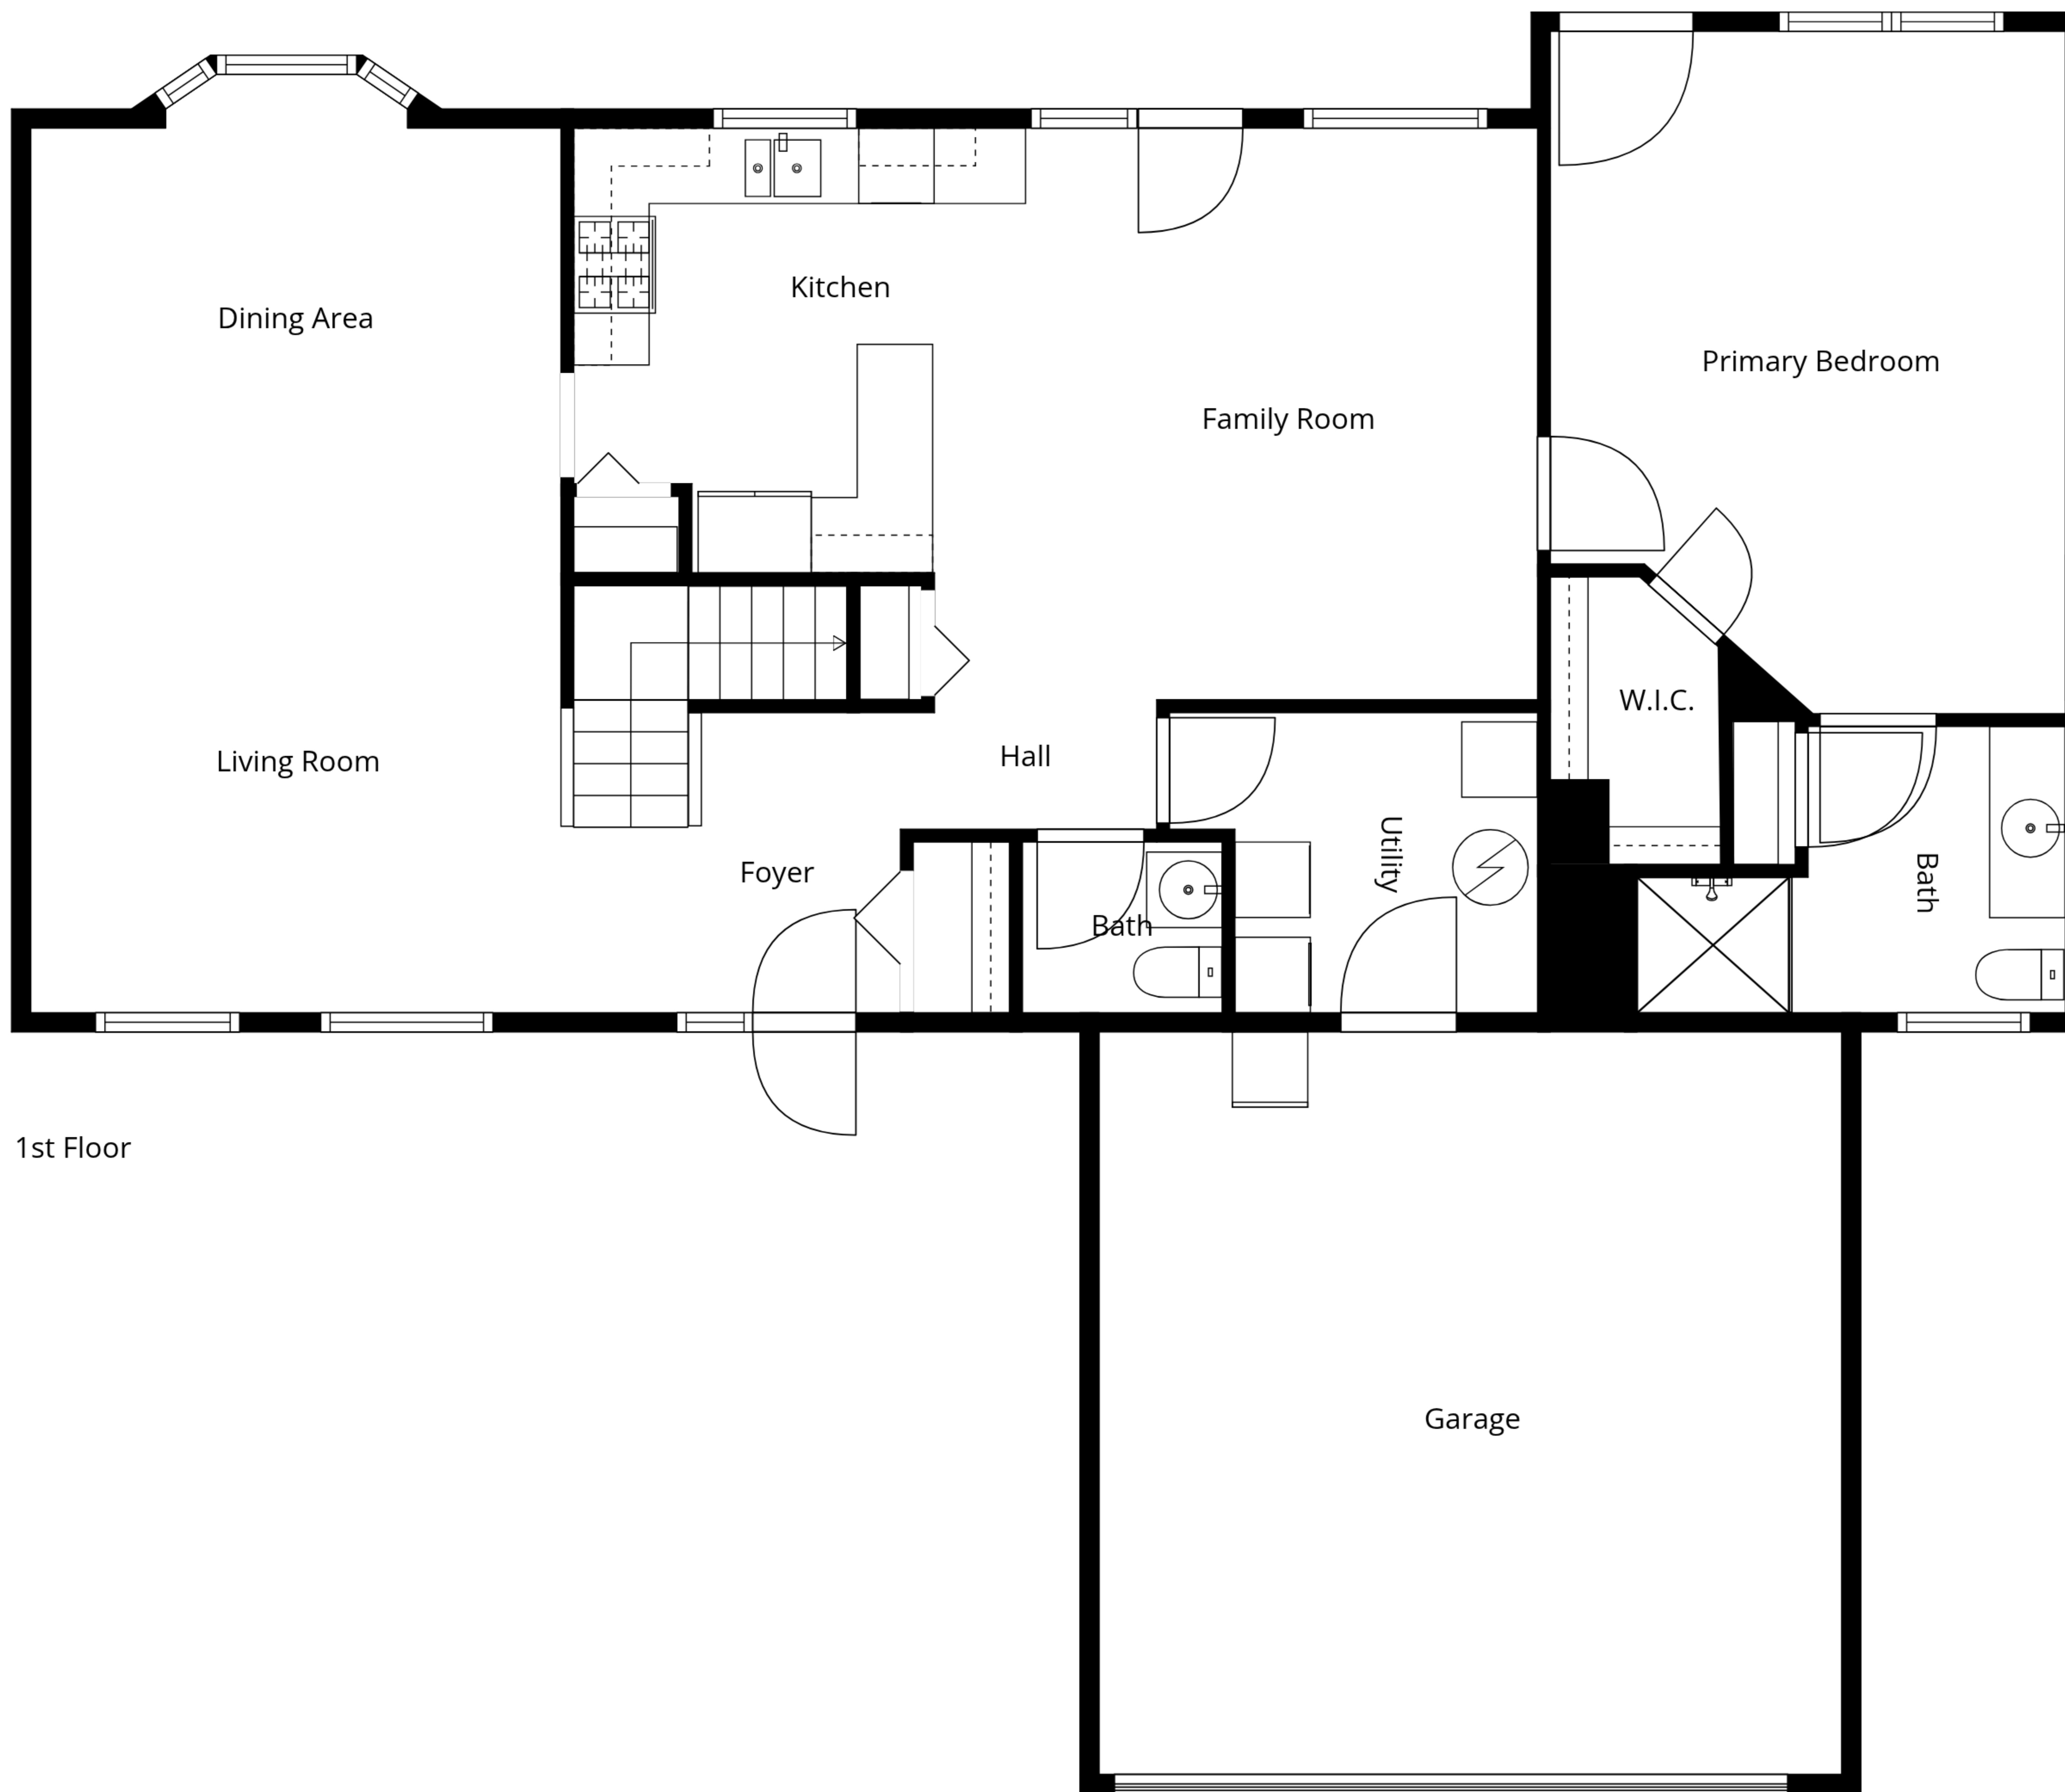 Dining Area
Kitchen
Family Room
Primary Bedroom
Living Room
Hall
W.I.C.
Foyer
Bath
Utility
Bath
1st Floor
Garage